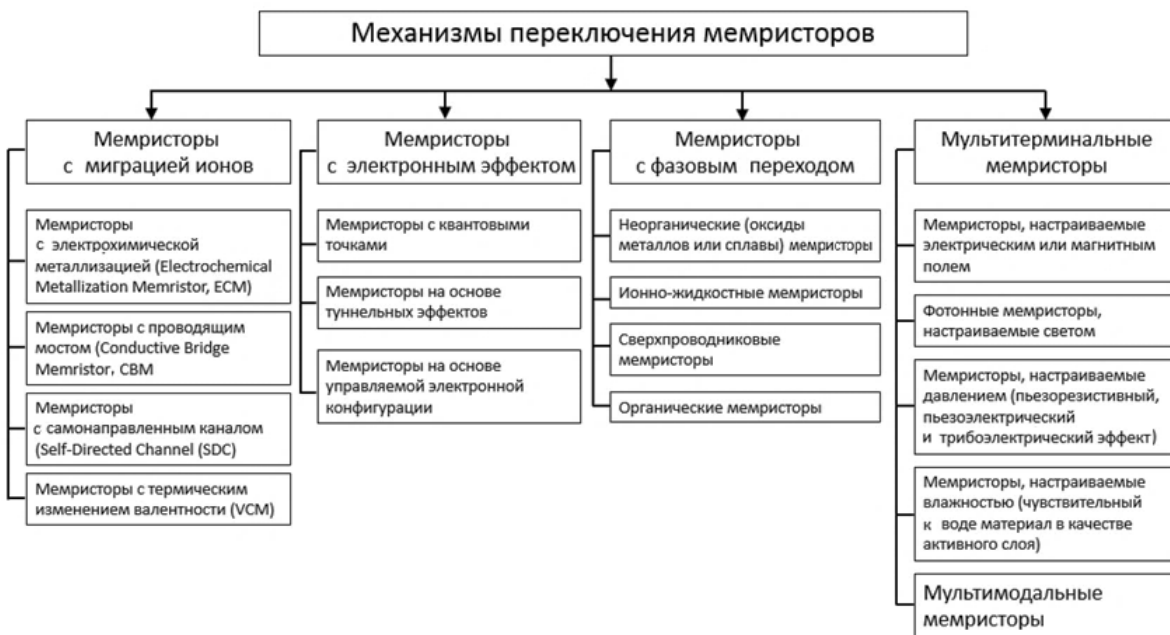 Механизмы переключения мемристоров
Мемристоры
с миграцией ионов
Мемристоры
с электрохимической
металлизацией (Electrochemical
Metallization Memristor, ECM)
Мемристоры с проводящим
мостом (Conductive Bridge
Memristor, CBM
Мемристоры
с самонаправленным каналом
(Self-Directed Channel (SDC)
Мемристоры с термическим
изменением валентности (VCM)
Мемристоры
с электронным эффектом
Мемристоры с квантовыми
точками
Мемристоры на основе
туннельных эффектов
Мемристоры на основе
управляемой электронной
конфигурации
Мемристоры
с фазовым переходом
Неорганические (оксиды
металлов или сплавы) мемристоры
Ионно-жидкостные мемристоры
Сверхпроводниковые
мемристоры
Органические мемристоры
Мультитерминальные
мемристоры
Мемристоры, настраиваемые
электрическим или магнитным
полем
Фотонные мемристоры,
настраиваемые светом
Мемристоры, настраиваемые
давлением (пьезорезистивный,
пьезоэлектрический
и трибоэлектрический эффект)
Мемристоры, настраиваемые
влажностью (чувствительный
к воде материал в качестве
активного слоя)
Мультимодальные
мемристоры